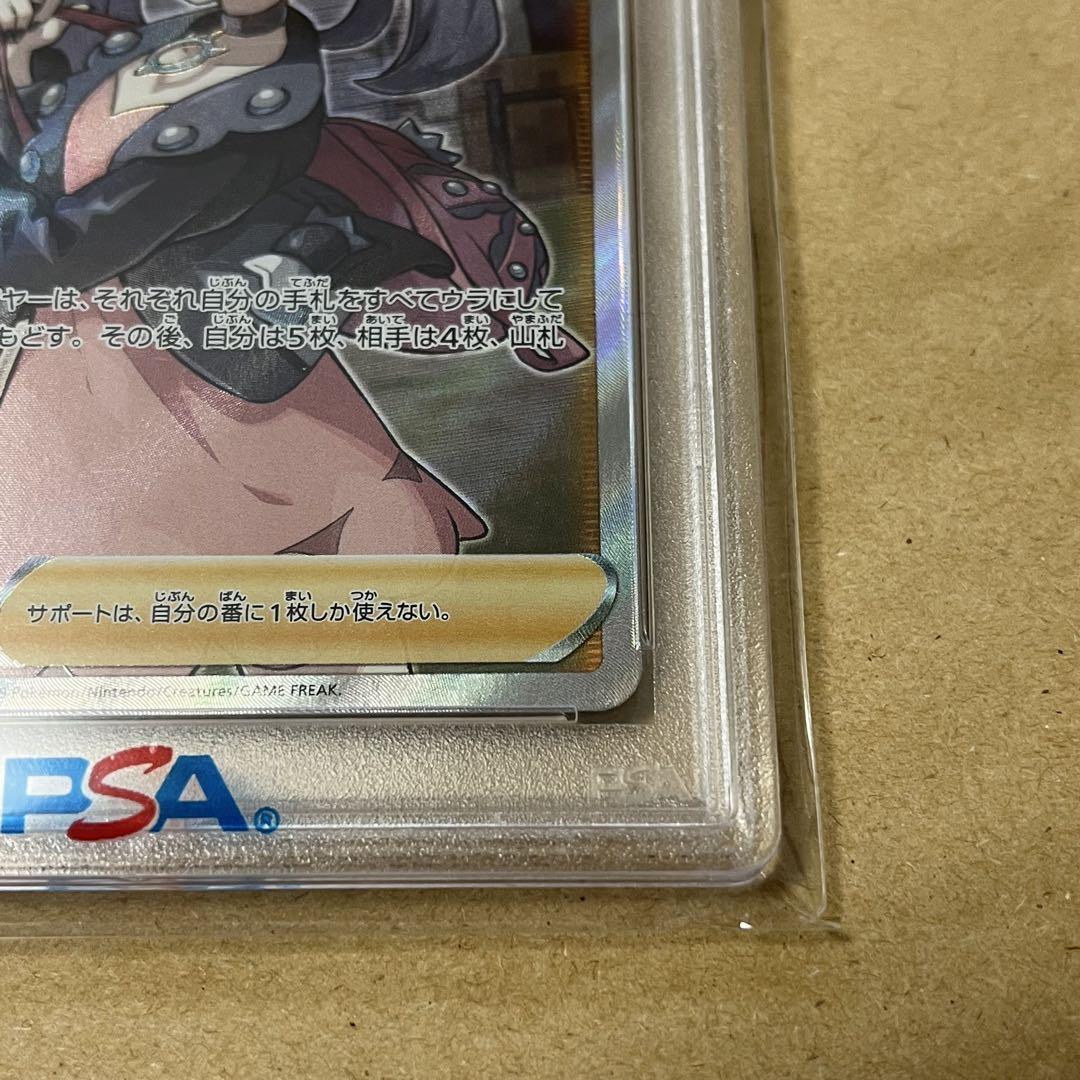 ヤーは、それぞれ自分の手札をすべてウラにして
もどす。その後、自分は5枚、相手は4枚、山札
サポートは、自分の番に1枚しか使えない。
Pokémon/Nintendo/Creatures/GAME FREAK.
PSA®
PSA